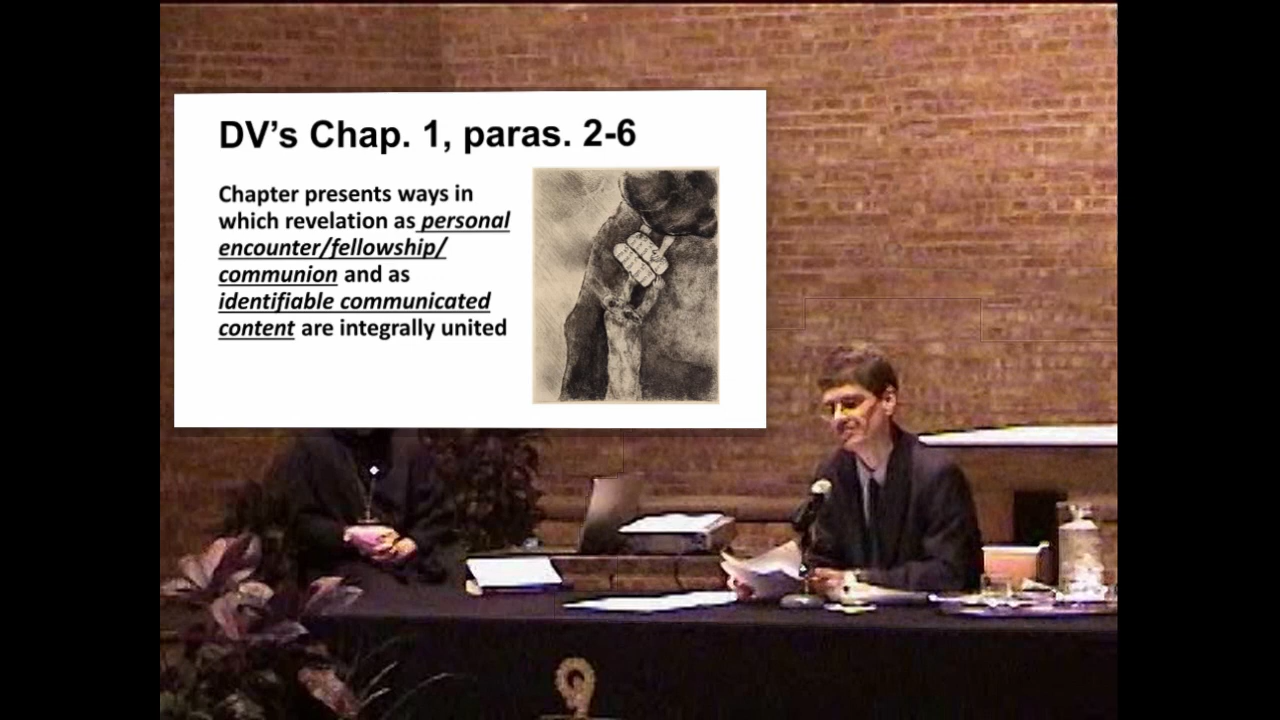 DV’s Chap. 1, paras. 2-6
Chapter presents ways in
which revelation as personal
encounter/fellowship/
communion and as
identifiable communicated
content are integrally united